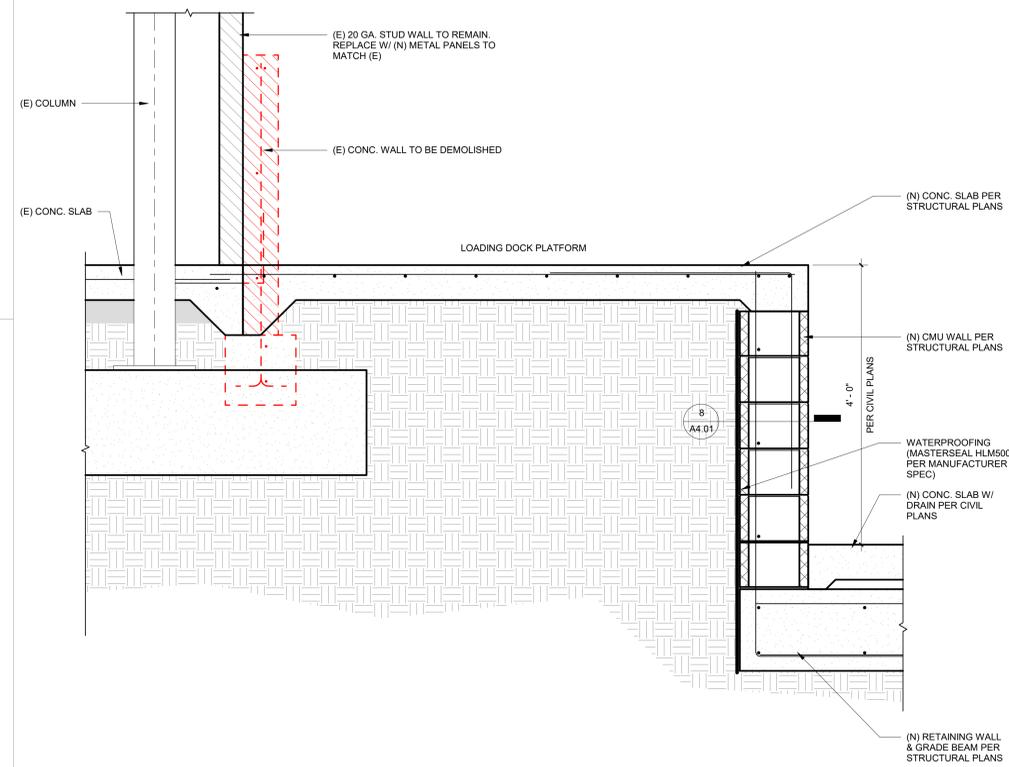 (E) 20 GA. STUD WALL TO REMAIN.
REPLACE W/ (N) METAL PANELS TO
MATCH (E)
(E) COLUMN
(E) CONC. WALL TO BE DEMOLISHED
(E) CONC. SLAB
(N) CONC. SLAB PER
STRUCTURAL PLANS
LOADING DOCK PLATFORM
(N) CMU WALL PER
STRUCTURAL PLANS
4' - 0"
PER CIVIL PLANS
8
A4.01
WATERPROOFING
(MASTERSEAL HLM500
PER MANUFACTURER
SPEC)
(N) CONC. SLAB W/
DRAIN PER CIVIL
PLANS
(N) RETAINING WALL
& GRADE BEAM PER
STRUCTURAL PLANS